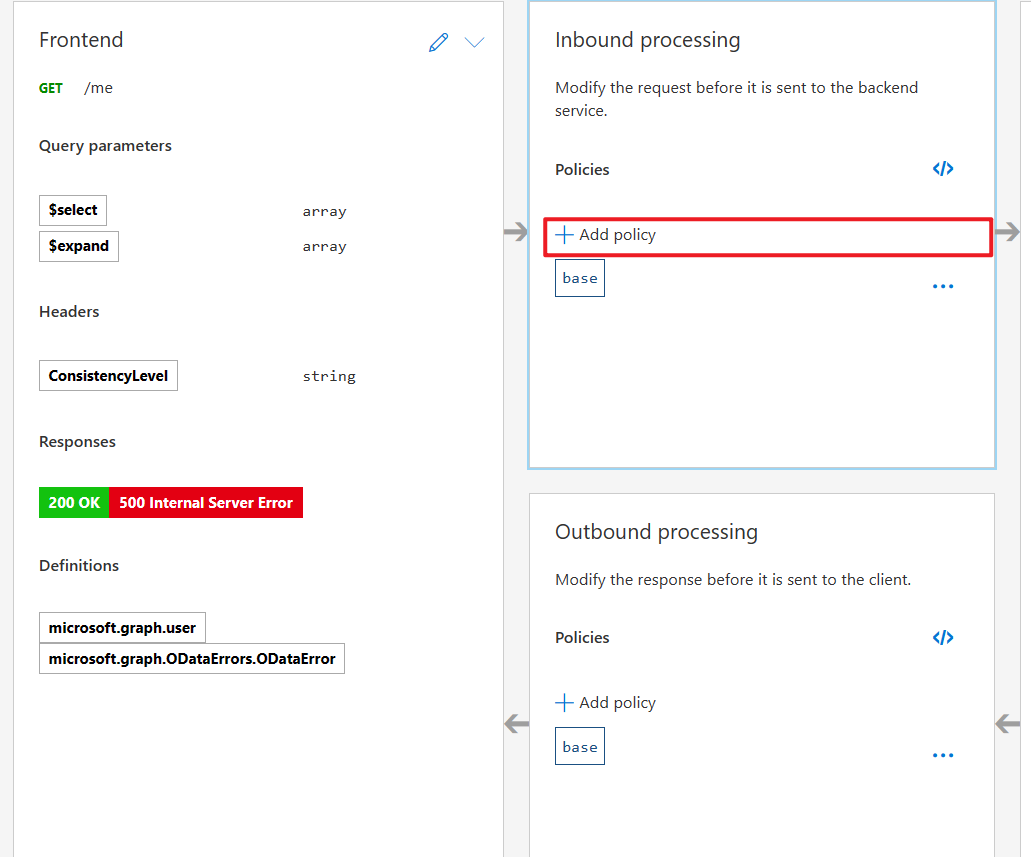 Frontend
GET /me
Query parameters
$select array
$expand array
Headers
ConsistencyLevel string
Responses
200 OK 500 Internal Server Error
Definitions
microsoft.graph.user
microsoft.graph.ODataErrors.ODataError
Inbound processing
Modify the request before it is sent to the backend
service.
Policies </>
+ Add policy
base ...
Outbound processing
Modify the response before it is sent to the client.
Policies </>
+ Add policy
base ...